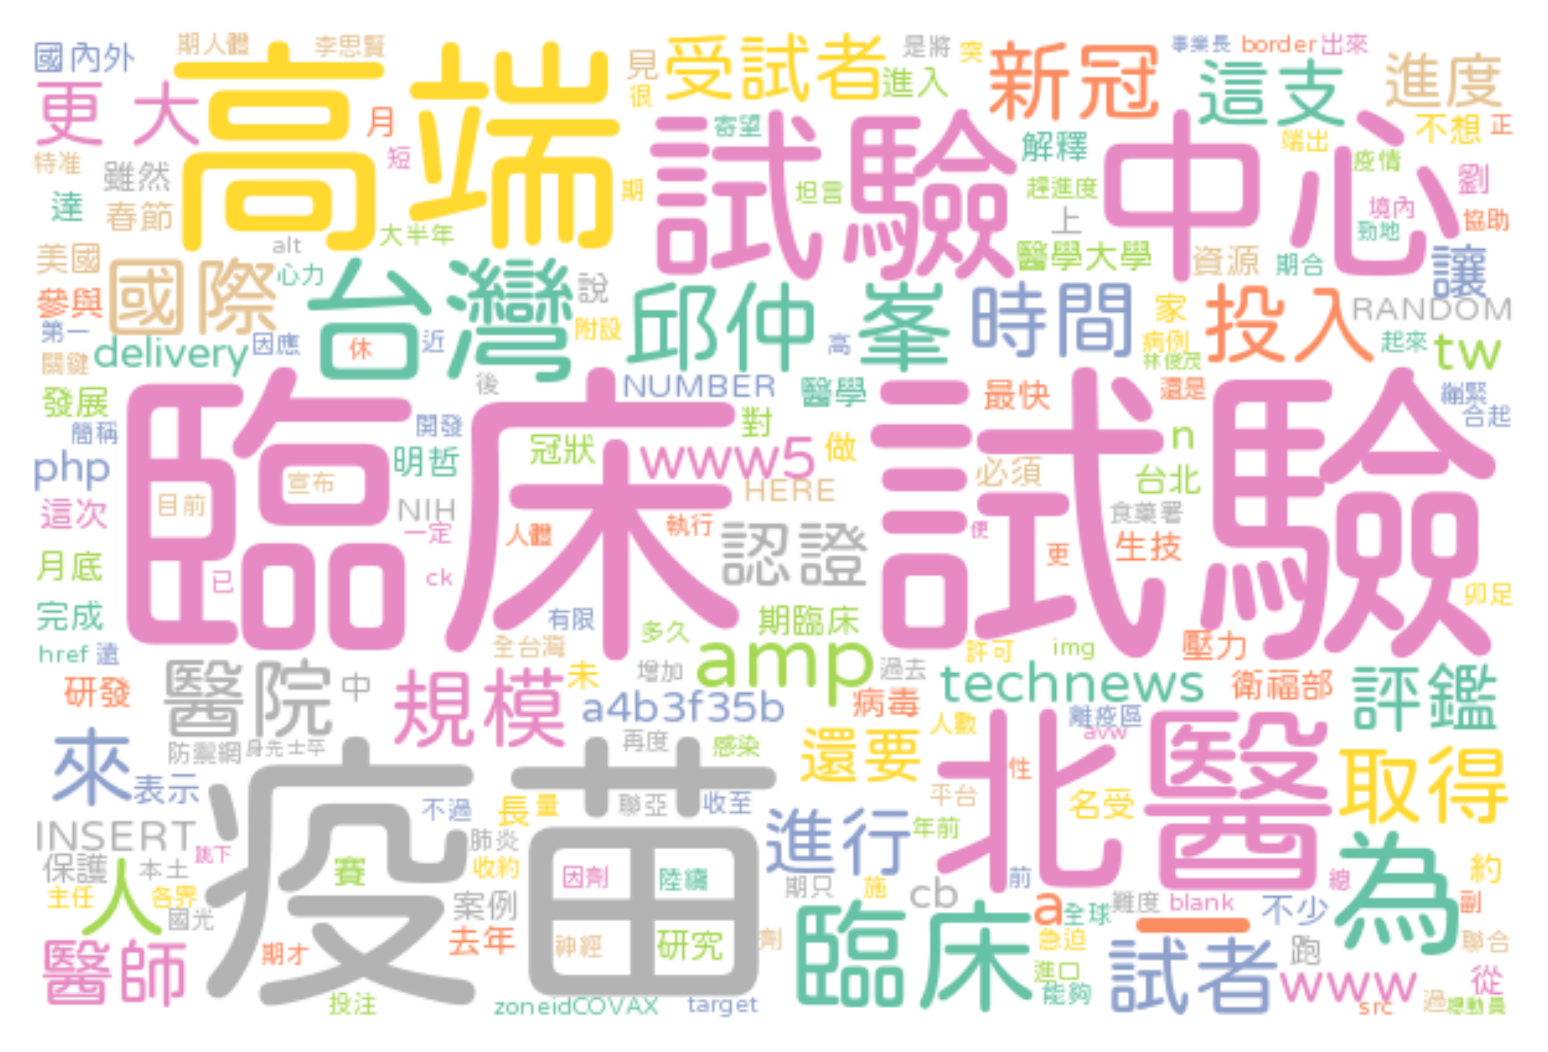 國內外 期人體 李思賢 是將 突 事業長 border 出來
高端 見 受試者 新冠 這支 進度
更大 月 很 進入 不想 正
試驗中心 寄望 解釋 端出 疫情
特准 雖然 短 期 坦言 趕進度 劉
達 春節 大半年 上 境內 協助
alt 勁地
美國 國際 心力 台灣 說 醫學大學 資源 期合 讓
參與 邱仲峯 時間 家 投入 RANDOM
第一 delivery 因應 休 近 附設 高 病例 起來 tw
關鍵 林俊茂
後 NUMBER 醫學 最快 還是 繃緊
發展 臨床試驗 合起
簡稱 開發 冠狀 對 做 n
php 明哲 www5 必須 台北
目前 宣布 HERE
這次 NIH 一定 人體 執行 認證 便 食藥署
月底 已 ck 更 生技
完成 有限 多久 期臨床 卯足
href 遠 全台灣 amp 許可 img 壓力
研發 醫院 中 規模 未 增加 過去 technews 衛福部 評鑑
a4b3f35b 病毒 人數 離疫區
防禦網 身先士卒 再度 感染 還要 北醫 avw
來 表示 疫苗 不過 長 量 聯亞 收至 平台 性 名受 取得
INSERT 肺炎 進行 年前 為
跳下
保護 本土 賽 收約 因劑 陸續 期只 施 cb 前 總 約
主任 人 各界 國光 案例 臨床 a 全球 難度 blank 不少 副
醫師 期才 去年 神經 研究 劑 急迫 一 試者 跑 聯合
進口 www 從
投注 zoneidCOVAX target 能夠 src 過 總動員